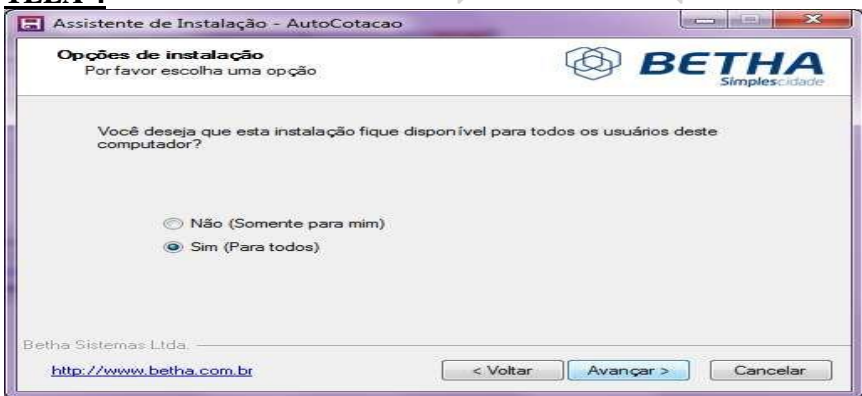 Assistente de Instalação - AutoCotacao
Opções de instalação
Por favor escolha uma opção
BETHA
Simplescidade
Você deseja que esta instalação fique disponível para todos os usuários deste
computador?
Não (Somente para mim)
Sim (Para todos)
Betha Sistemas Ltda.
http://www.betha.com.br
< Voltar
Avançar >
Cancelar